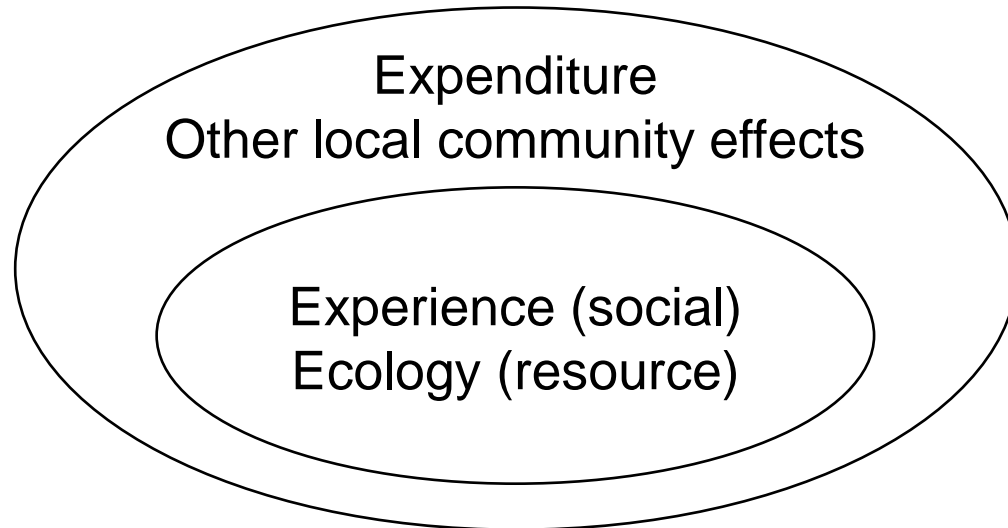 Expenditure
Other local community effects
Experience (social)
Ecology (resource)